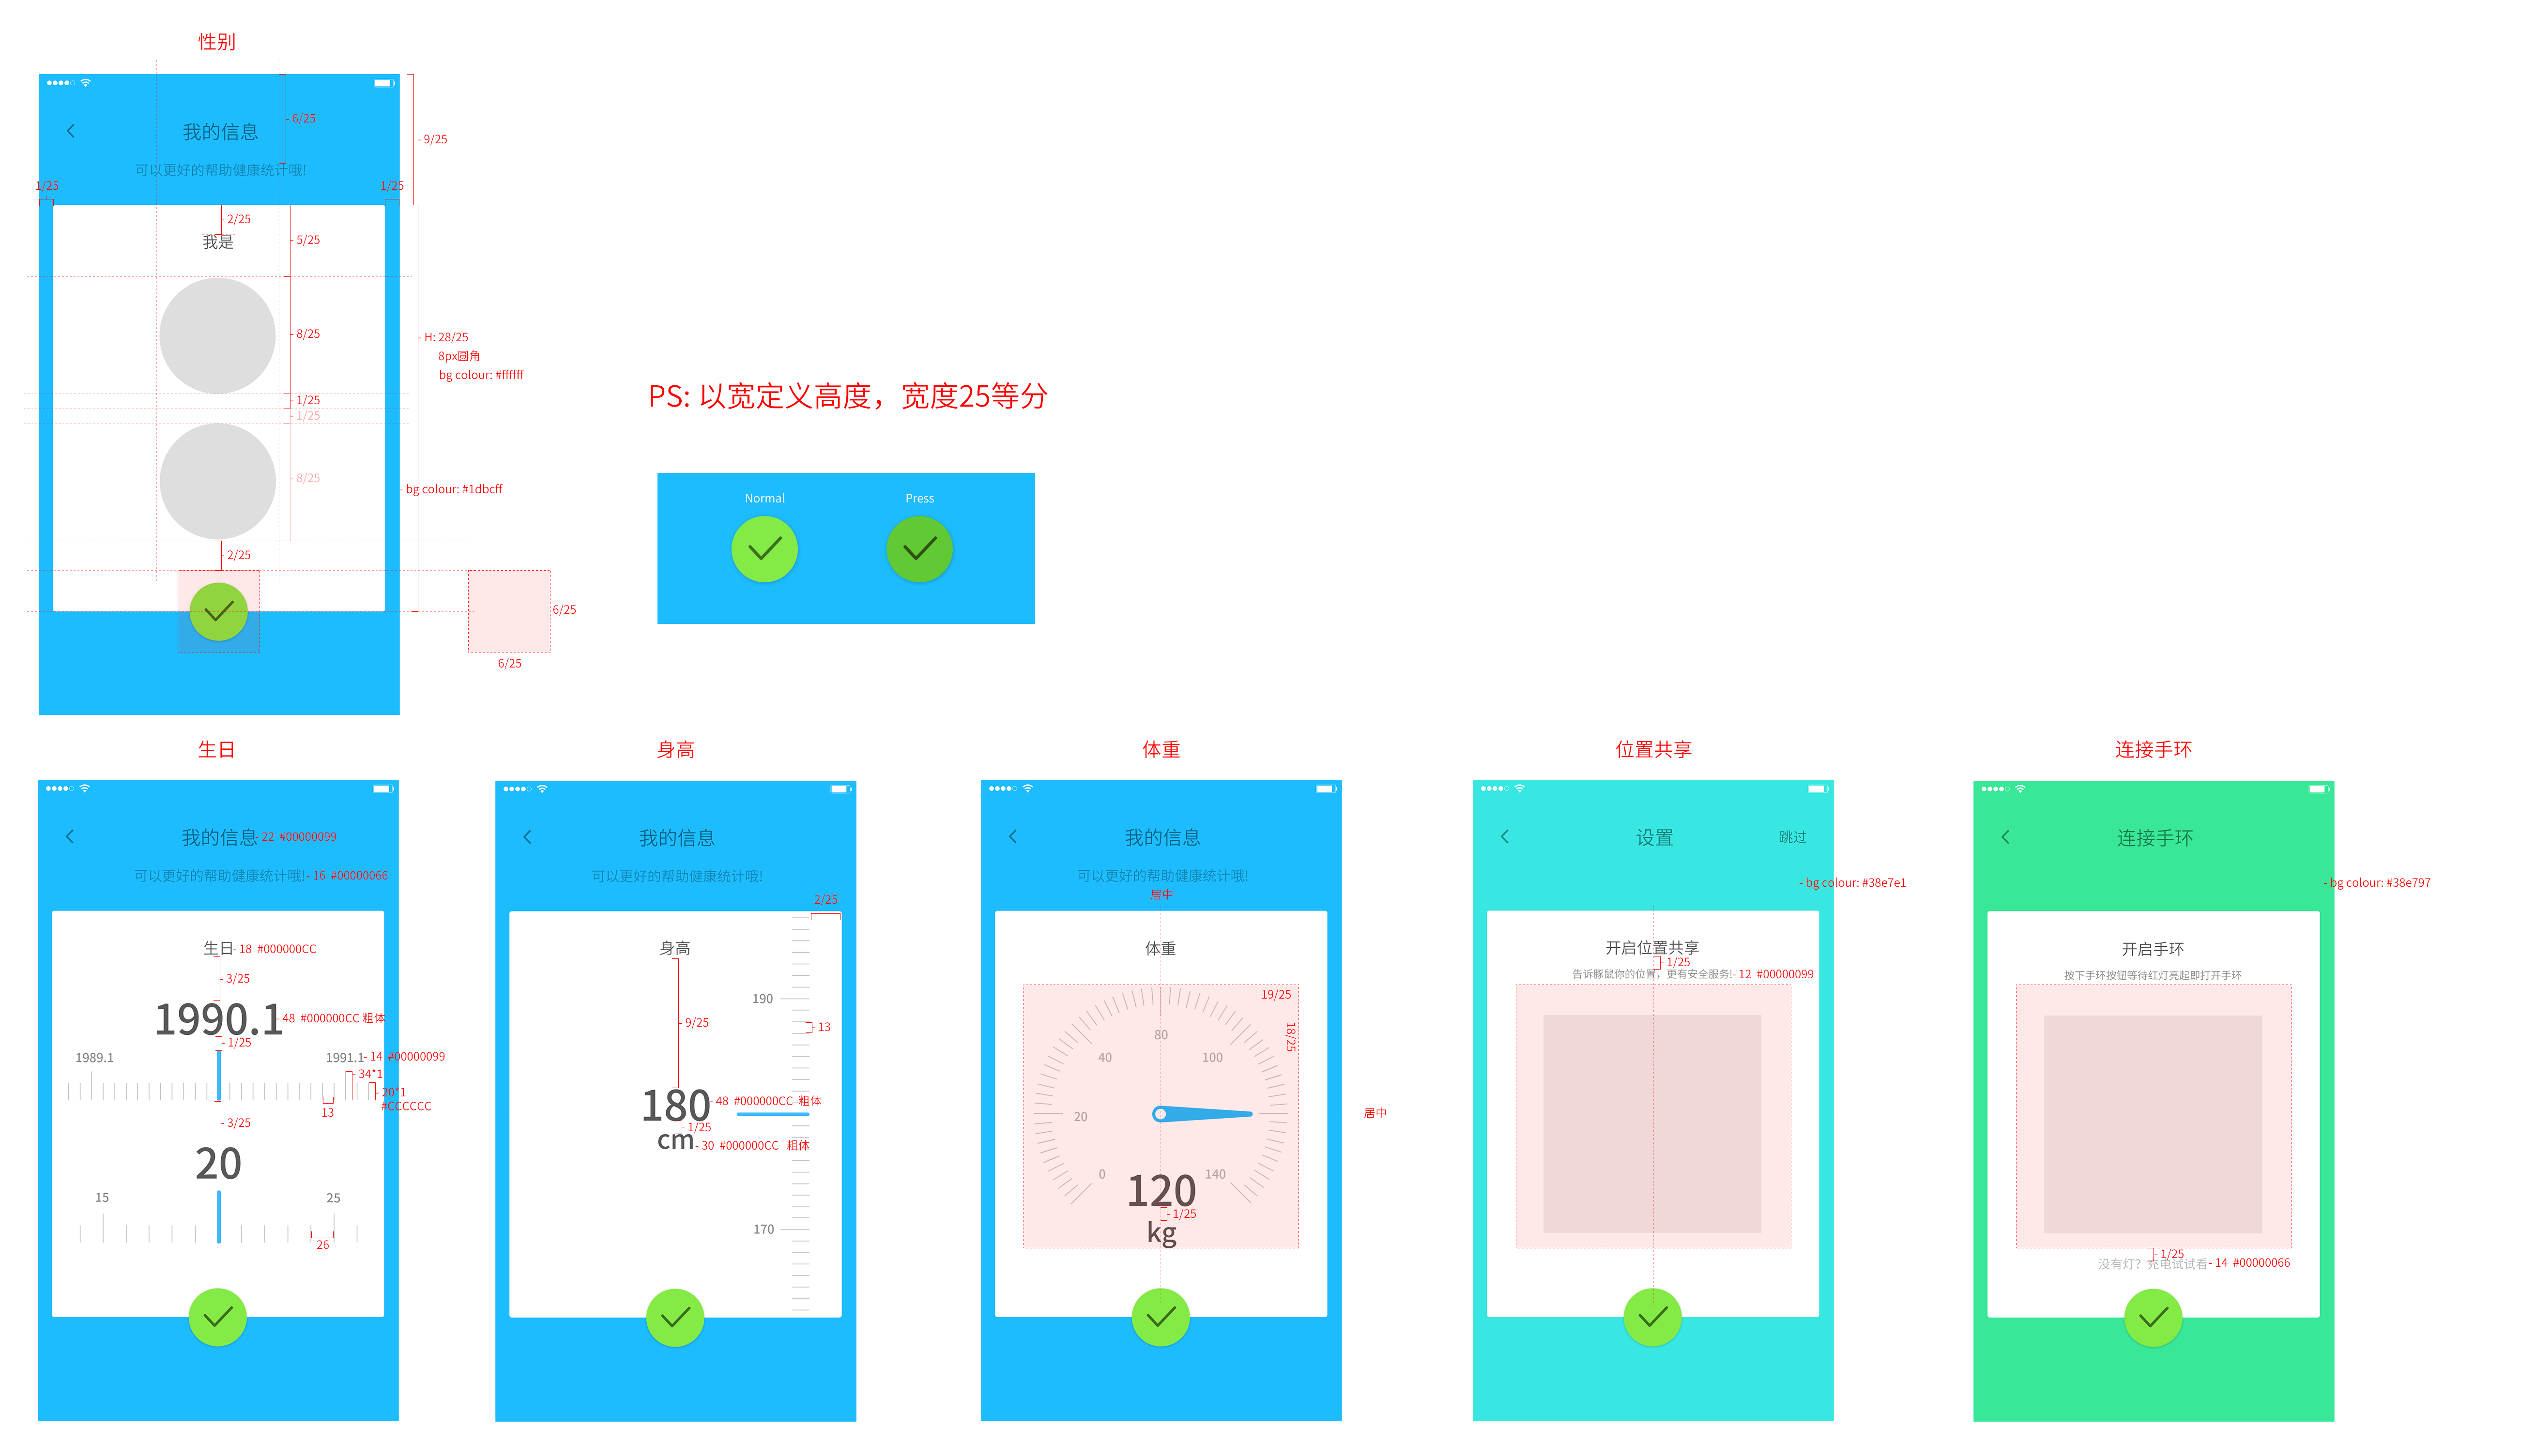 性别
6/25
- 9/25
我的信息
可以更好的帮助健康统计哦!
1/25
1/25
- 2/25
我是
- 5/25
- 8/25
- H: 28/25
8px圆角
bg colour: #ffffff
- 1/25
- 1/25
- 8/25
- bg colour: #1dbcff
- 2/25
6/25
6/25
PS: 以宽定义高度，宽度25等分
Normal
Press
生日
我的信息 - 22 #00000099
可以更好的帮助健康统计哦! - 16 #00000066
生日 - 18 #000000CC
- 3/25
1990.1 - 48 #000000CC 粗体
- 1/25
1989.1
1991.1 - 14 #00000099
- 34*1
- 20*1
#CCCCCC
13
- 3/25
20
15
25
26
身高
我的信息
可以更好的帮助健康统计哦!
2/25
身高
190
- 9/25
- 13
180 - 48 #000000CC 粗体
- 1/25
cm - 30 #000000CC 粗体
170
体重
我的信息
可以更好的帮助健康统计哦!
居中
体重
19/25
18/25
80
40
100
20
居中
0
140
120
- 1/25
kg
位置共享
设置
跳过
- bg colour: #38e7e1
开启位置共享
- 1/25
告诉豚鼠你的位置，更有安全服务! - 12 #00000099
连接手环
连接手环
- bg colour: #38e797
开启手环
按下手环按钮等待红灯亮起即打开手环
- 1/25
没有灯？充电试试看 - 14 #00000066